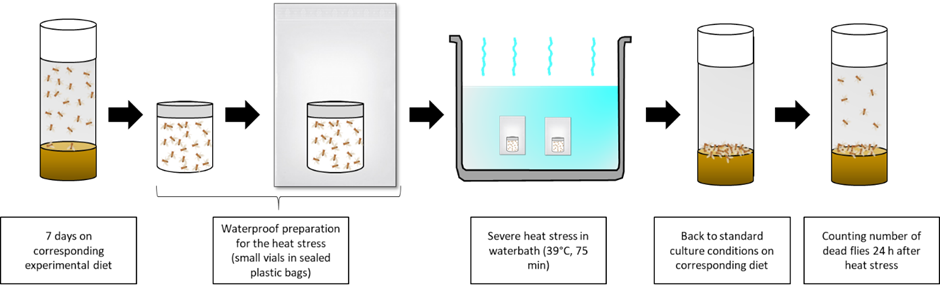 7 days on
corresponding
experimental diet
Waterproof preparation
for the heat stress
(small vials in sealed
plastic bags)
Severe heat stress in
waterbath (39°C, 75
min)
Back to standard
culture conditions on
corresponding diet
Counting number of
dead flies 24 h after
heat stress